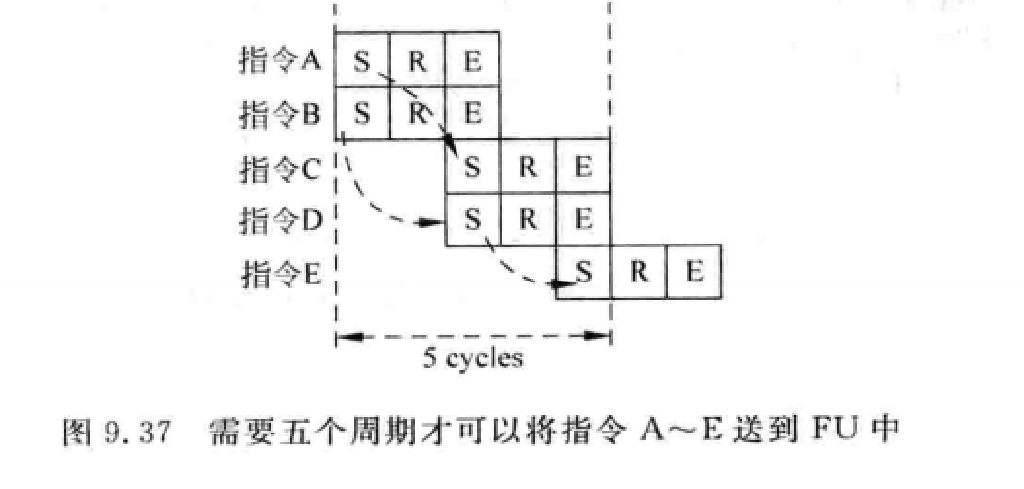 指令A S R E
指令B S R E
指令C S R E
指令D S R E
指令E S R E
5 cycles
图 9.37 需要五个周期才可以将指令 A～E 送到 FU 中